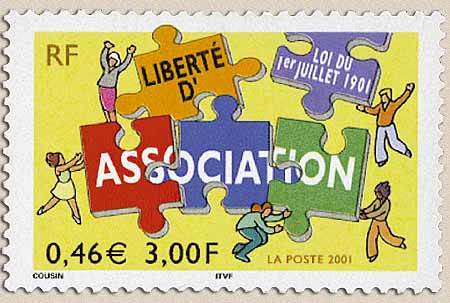 RF
LIBERTÉ
D'
LOI DU
1er JUILLET 1901
ASSOCIATION
0,46€ 3,00F
LA POSTE 2001
COUSIN
ITVF